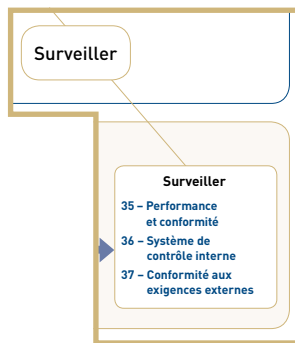 Surveiller
Surveiller
35 – Performance
et conformité
36 – Système de
contrôle interne
37 – Conformité aux
exigences externes